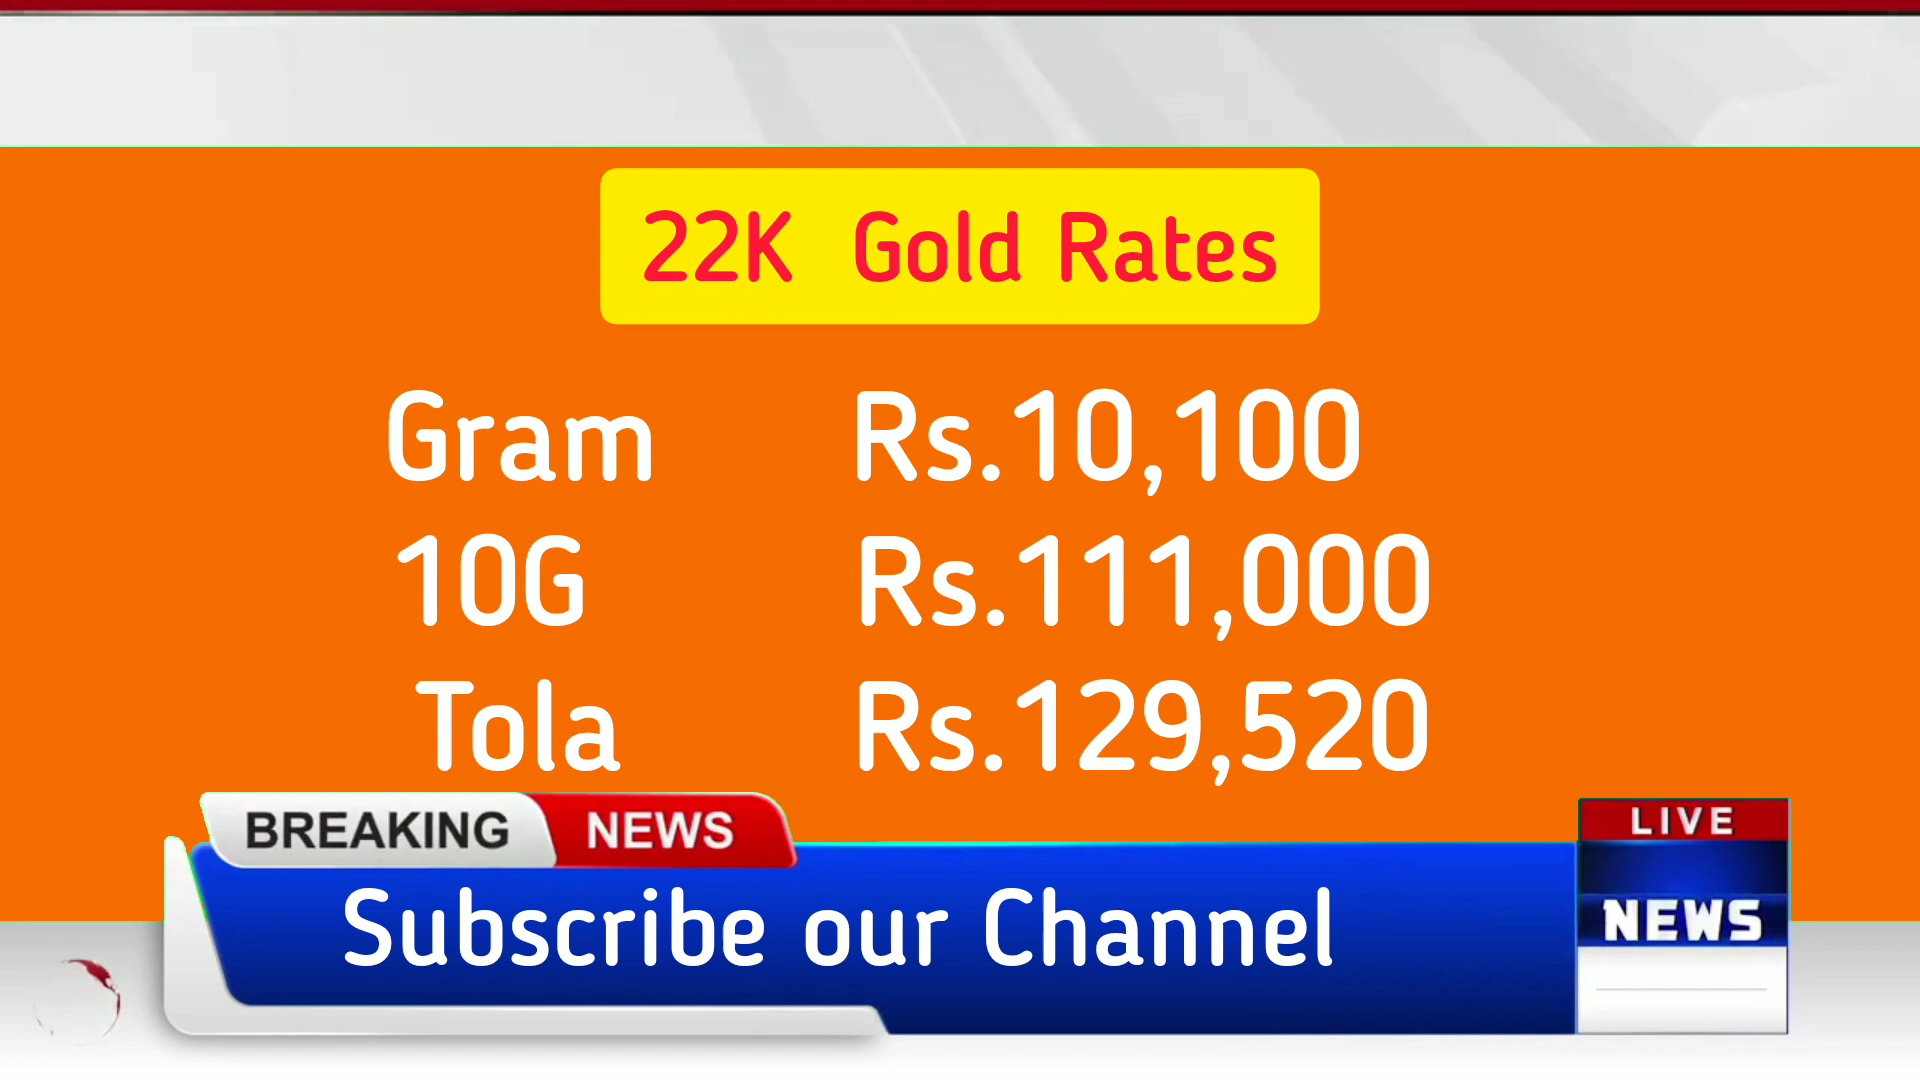 22K Gold Rates
Gram Rs.10,100
10G Rs.111,000
Tola Rs.129,520
BREAKING NEWS
LIVE
Subscribe our Channel
NEWS